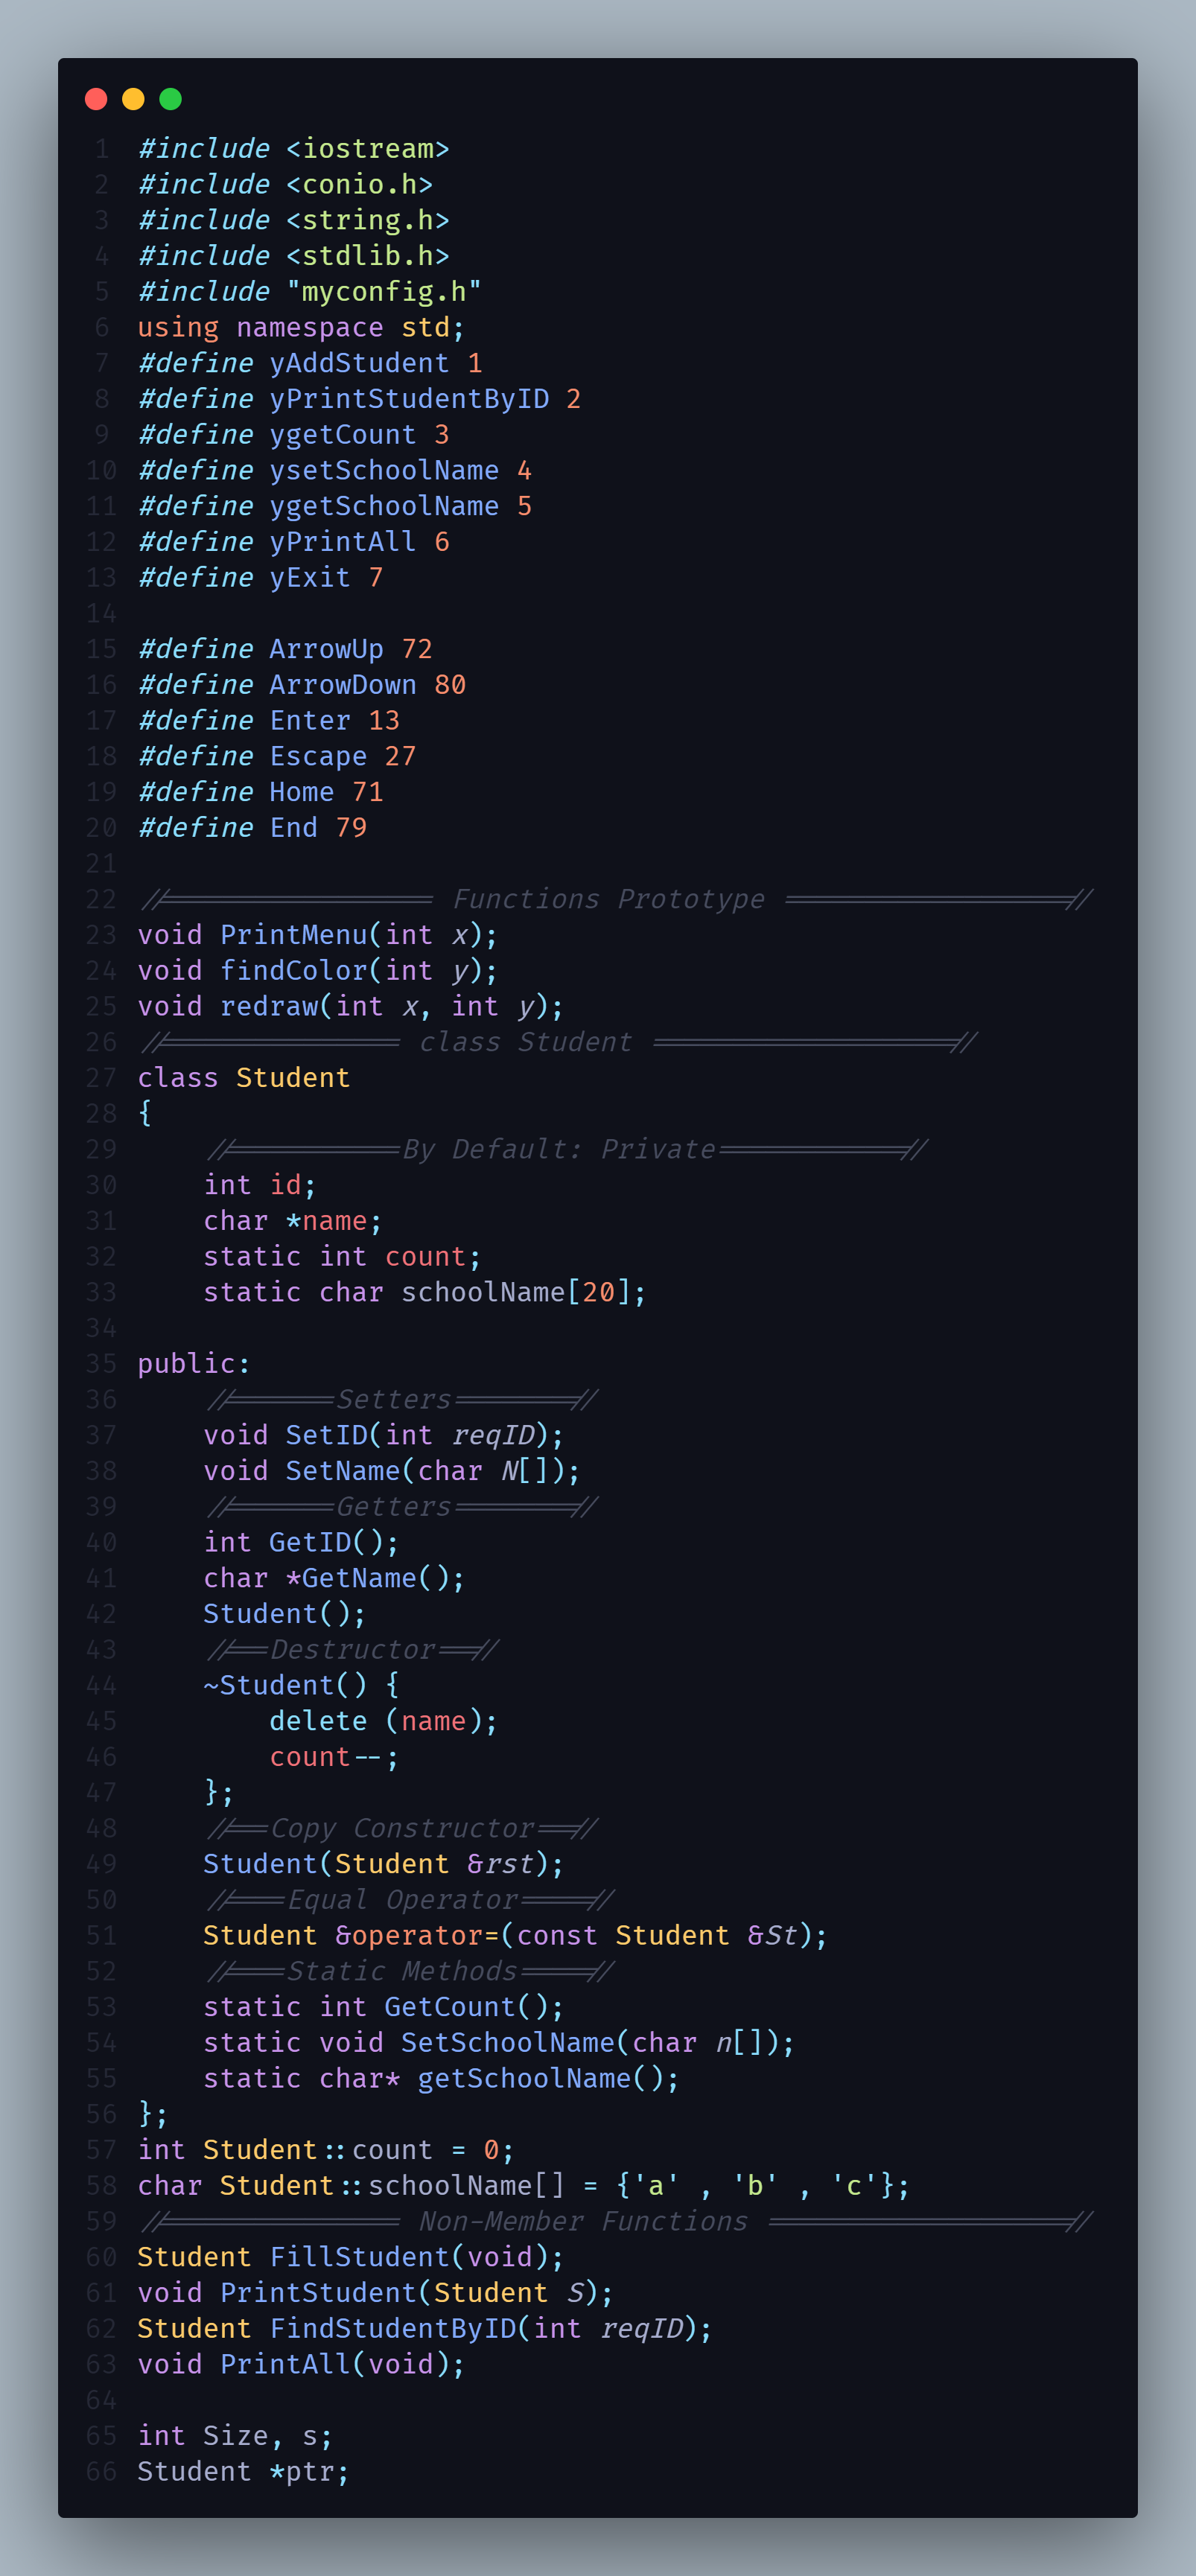 1 #include <iostream>
2 #include <conio.h>
3 #include <string.h>
4 #include <stdlib.h>
5 #include "myconfig.h"
6 using namespace std;
7 #define yAddStudent 1
8 #define yPrintStudentByID 2
9 #define ygetCount 3
10 #define ysetSchoolName 4
11 #define ygetSchoolName 5
12 #define yPrintAll 6
13 #define yExit 7
14
15 #define ArrowUp 72
16 #define ArrowDown 80
17 #define Enter 13
18 #define Escape 27
19 #define Home 71
20 #define End 79
21
22 //================= Functions Prototype ==================//
23 void PrintMenu(int x);
24 void findColor(int y);
25 void redraw(int x, int y);
26 //=============== class Student ===================//
27 class Student
28 {
29     //===========By Default: Private============//
30     int id;
31     char *name;
32     static int count;
33     static char schoolName[20];
34
35 public:
36     //=======Setters========//
37     void SetID(int reqID);
38     void SetName(char N[]);
39     //=======Getters========//
40     int GetID();
41     char *GetName();
42     Student();
43     //===Destructor===//
44     ~Student() {
45         delete (name);
46         count--;
47     };
48     //===Copy Constructor===//
49     Student(Student &rst);
50     //====Equal Operator=====//
51     Student &operator=(const Student &St);
52     //====Static Methods=====//
53     static int GetCount();
54     static void SetSchoolName(char n[]);
55     static char* getSchoolName();
56 };
57 int Student::count = 0;
58 char Student::schoolName[] = {'a' , 'b' , 'c'};
59 //=============== Non-Member Functions ===================//
60 Student FillStudent(void);
61 void PrintStudent(Student S);
62 Student FindStudentByID(int reqID);
63 void PrintAll(void);
64
65 int Size, s;
66 Student *ptr;